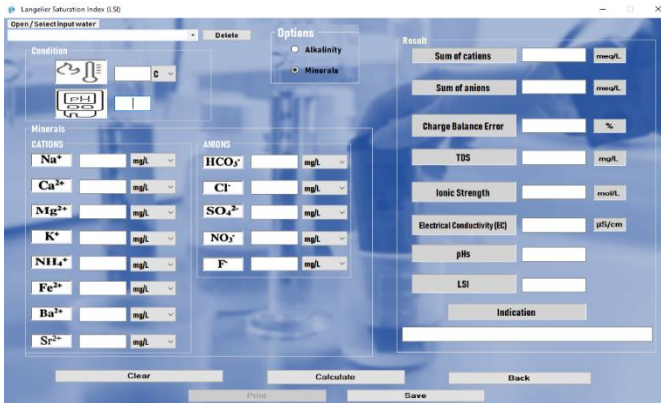 Langelier Saturation Index (LSI)
Open / Select input water
Delete
Options
Alkalinity
Minerals
Condition
C
pH
Minerals
CATIONS
Na⁺ mg/L
Ca²⁺ mg/L
Mg²⁺ mg/L
K⁺ mg/L
NH₄⁺ mg/L
Fe²⁺ mg/L
Ba²⁺ mg/L
Sr²⁺ mg/L
ANIONS
HCO₃⁻ mg/L
Cl⁻ mg/L
SO₄²⁻ mg/L
NO₃⁻ mg/L
F⁻ mg/L
Result
Sum of cations meq/L
Sum of anions meq/L
Charge Balance Error %
TDS mg/L
Ionic Strength mol/L
Electrical Conductivity (EC) µS/cm
pHs
LSI
Indication
Clear Calculate Back
Print Save